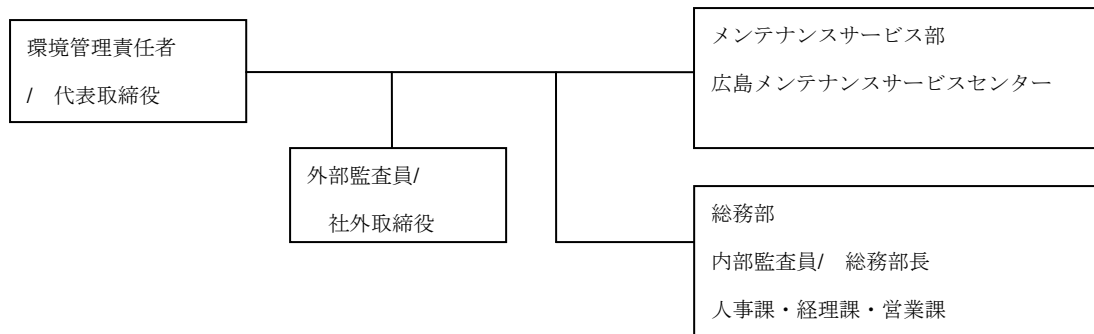 環境管理責任者
/　代表取締役
メンテナンスサービス部
広島メンテナンスサービスセンター
外部監査員/
社外取締役
総務部
内部監査員/　総務部長
人事課・経理課・営業課